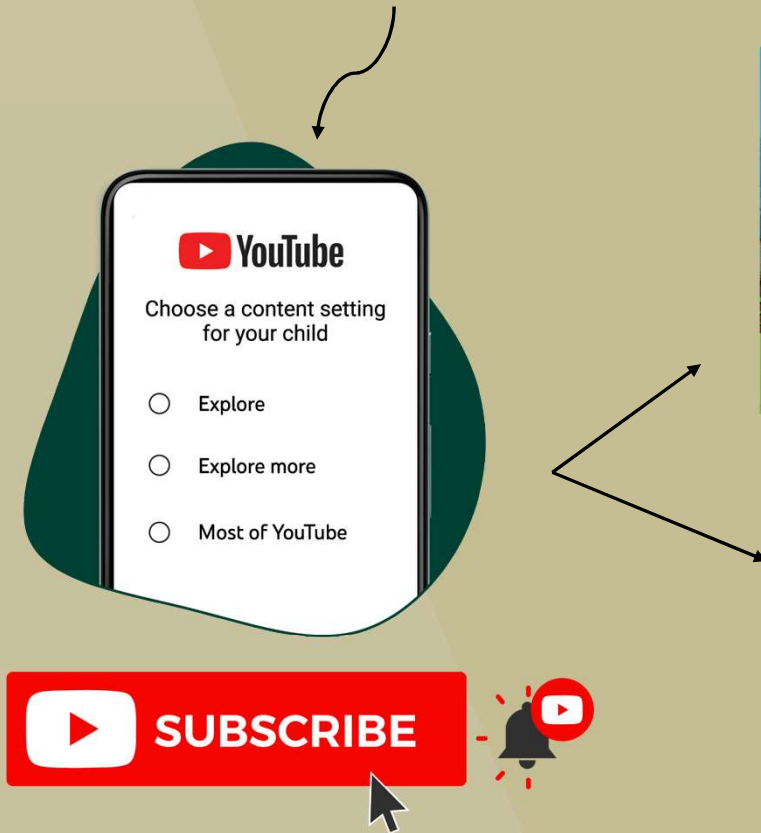 YouTube
Choose a content setting
for your child
Explore
Explore more
Most of YouTube
SUBSCRIBE